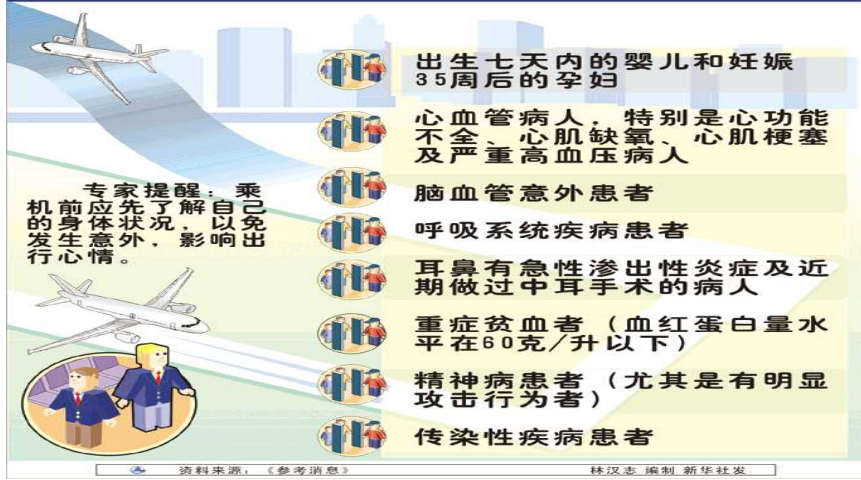 专家提醒：乘
机前应先了解自己
的身体状况，以免
发生意外，影响出
行心情。
出生七天内的婴儿和妊娠
35周后的孕妇
心血管病人，特别是心功能
不全、心肌缺氧、心肌梗塞
及严重高血压病人
脑血管意外患者
呼吸系统疾病患者
耳鼻有急性渗出性炎症及近
期做过中耳手术的病人
重症贫血者（血红蛋白量水
平在60克/升以下）
精神病患者（尤其是有明显
攻击行为者）
传染性疾病患者
资料来源：《参考消息》 林汉志 编制 新华社发